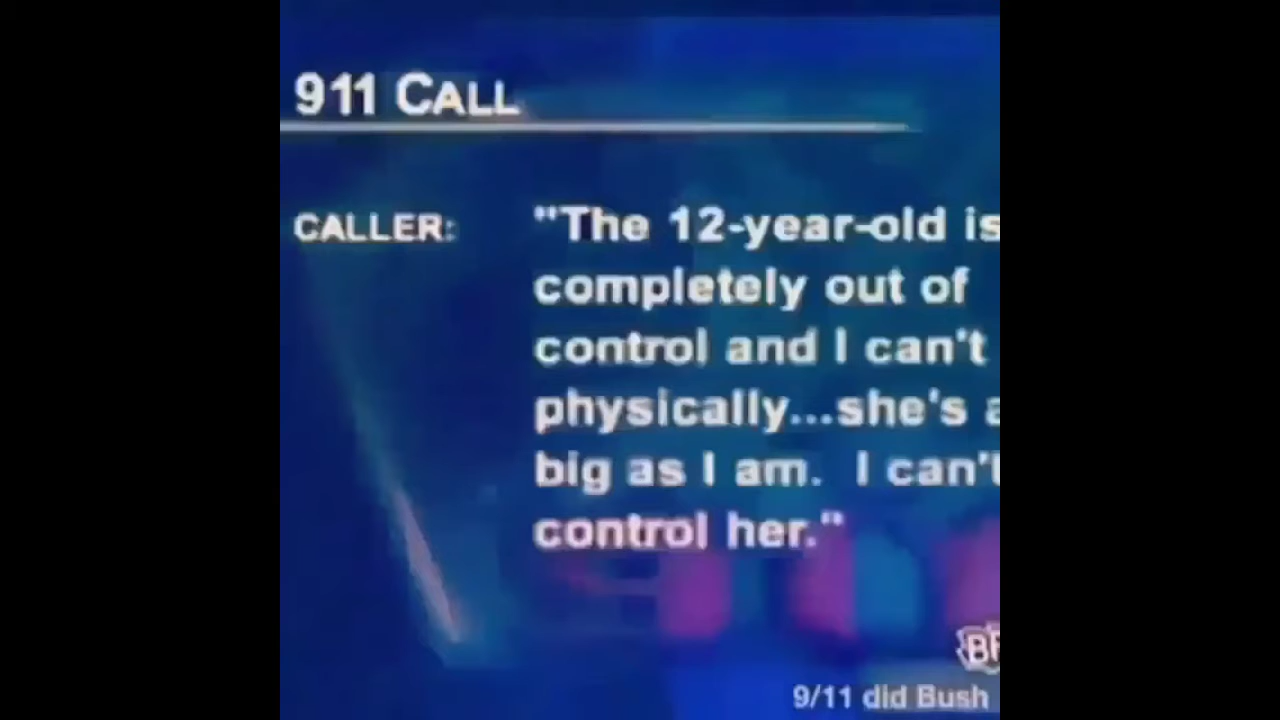 911 CALL
CALLER: "The 12-year-old is
completely out of
control and I can't
physically...she's a
big as I am. I can't
control her."
BR
9/11 did Bush